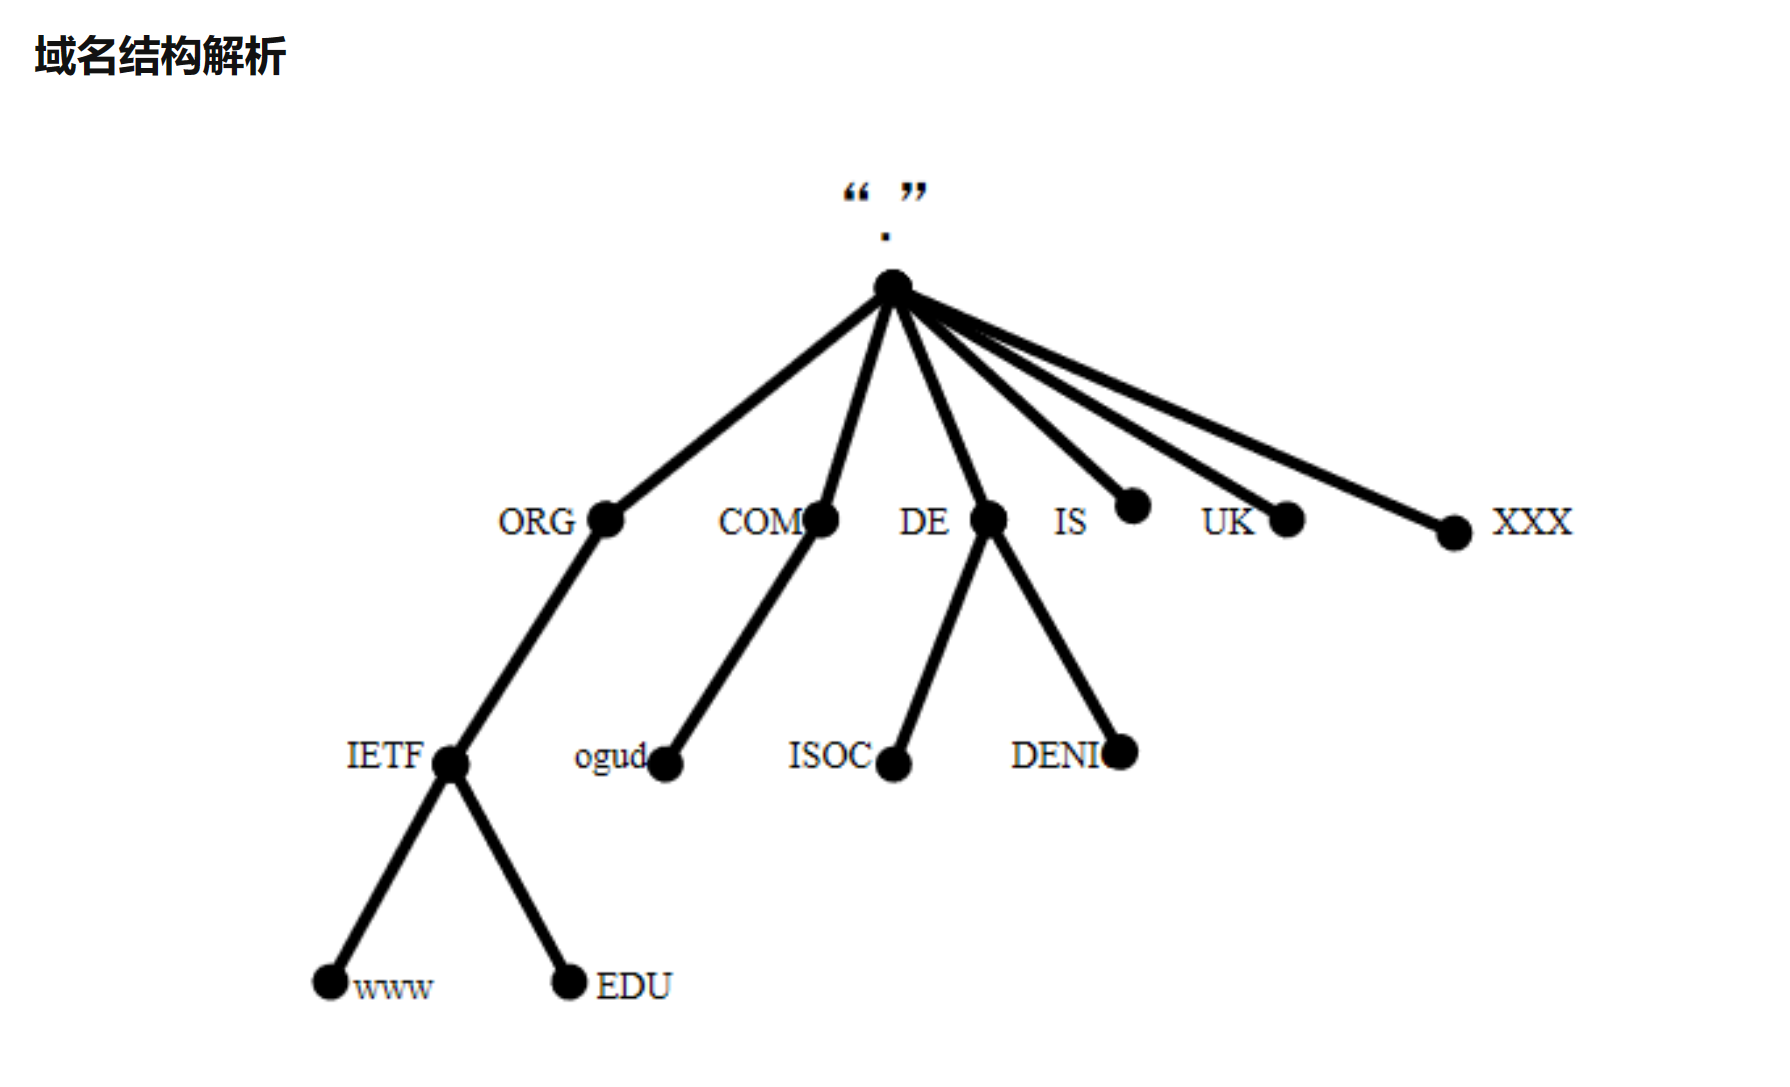 域名结构解析
“.”
ORG COM DE IS UK XXX
IETF ogud ISOC DENI
www EDU